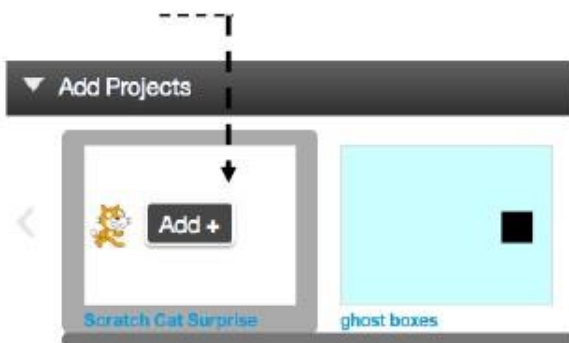 Add Projects
Add +
Scratch Cat Surprise
ghost boxes